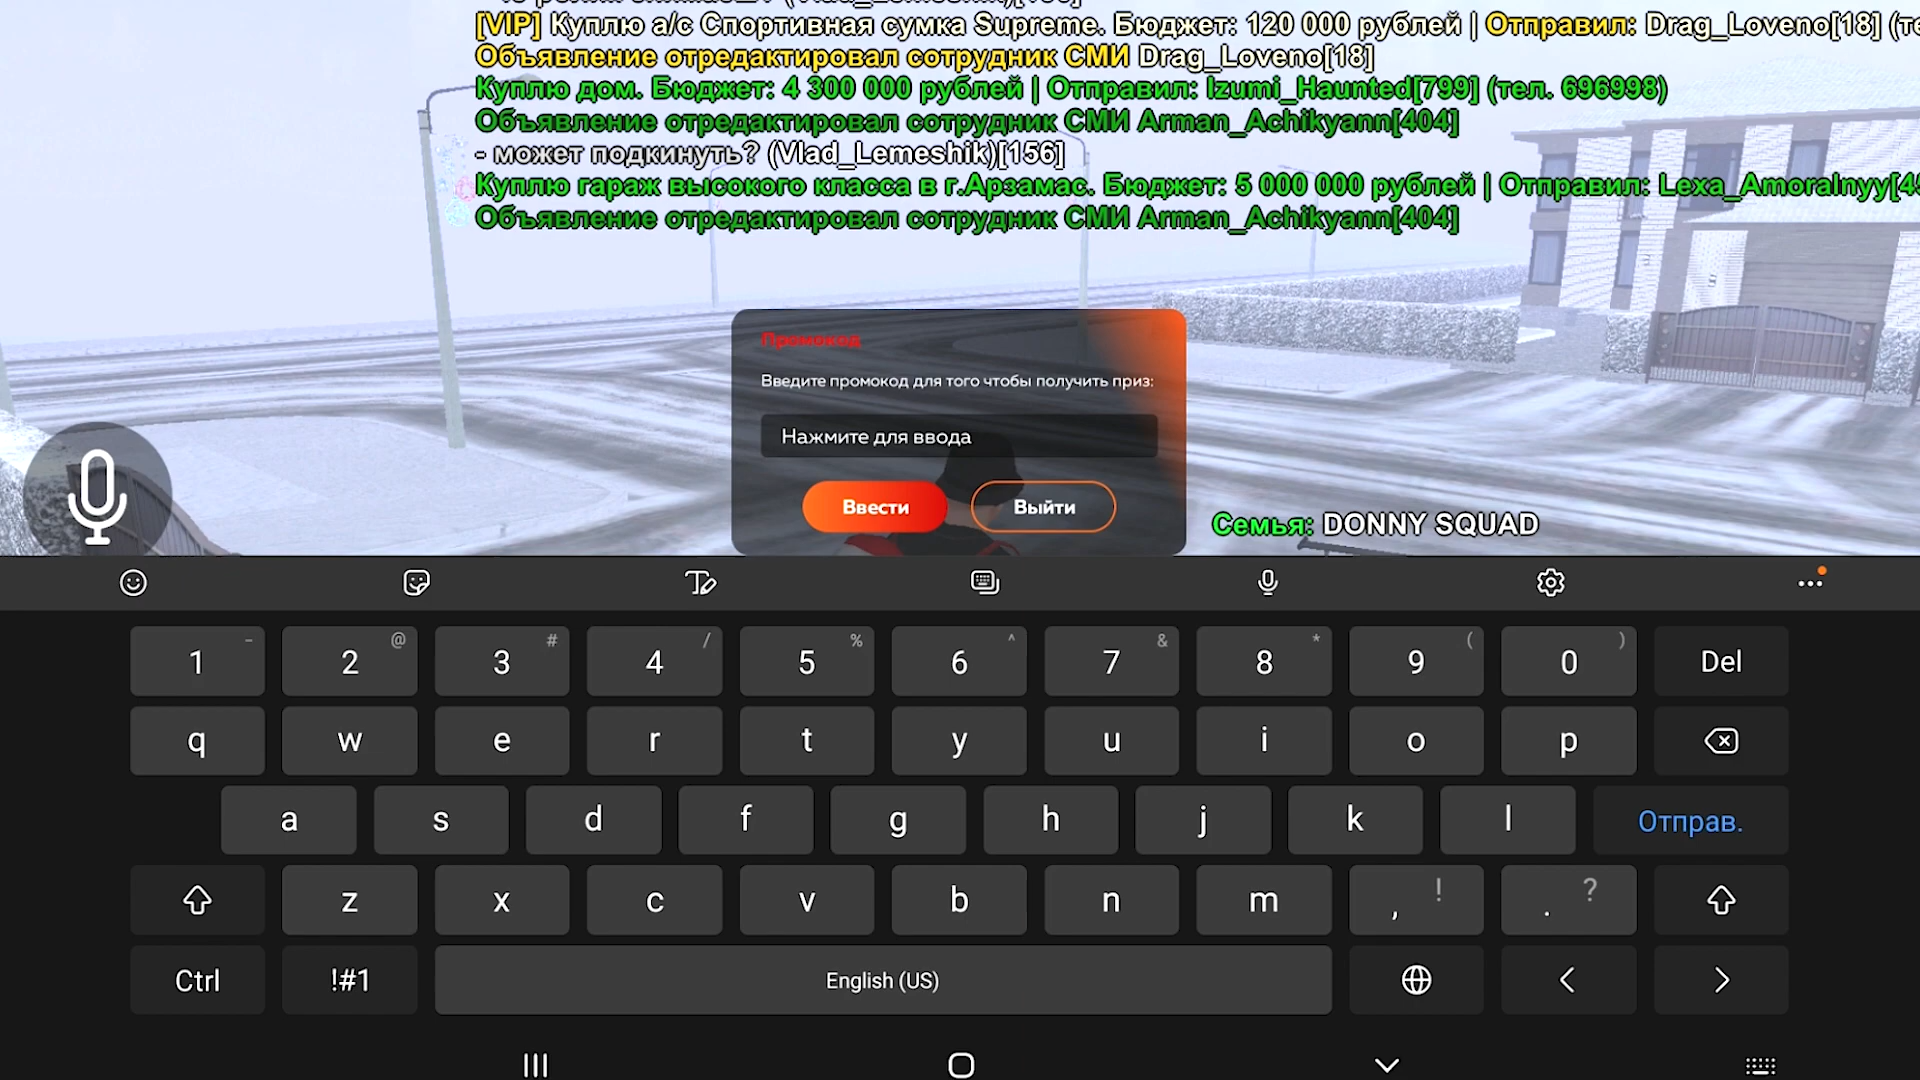 [VIP] Куплю а/с Спортивная сумка Supreme. Бюджет: 120 000 рублей | Отправил: Drag_Loveno[18] (те
Объявление отредактировал сотрудник СМИ Drag_Loveno[18]
Куплю дом. Бюджет: 4 300 000 рублей | Отправил: Izumi_Haunted[799] (тел. 696998)
Объявление отредактировал сотрудник СМИ Arman_Achikyann[404]
- может подкинуть? (Vlad_Lemeshik)[156]
Куплю гараж высокого класса в г.Арзамас. Бюджет: 5 000 000 рублей | Отправил: Lexa_Amoralnyy[45
Объявление отредактировал сотрудник СМИ Arman_Achikyann[404]
Промокод
Введите промокод для того чтобы получить приз:
Нажмите для ввода
Ввести Выйти
Семья: DONNY SQUAD
1 - 2 @ 3 # 4 / 5 % 6 ^ 7 & 8 * 9 ( 0 ) Del
q w e r t y u i o p
a s d f g h j k l Отправ.
z x c v b n m , ! . ?
Ctrl !#1 English (US) < >